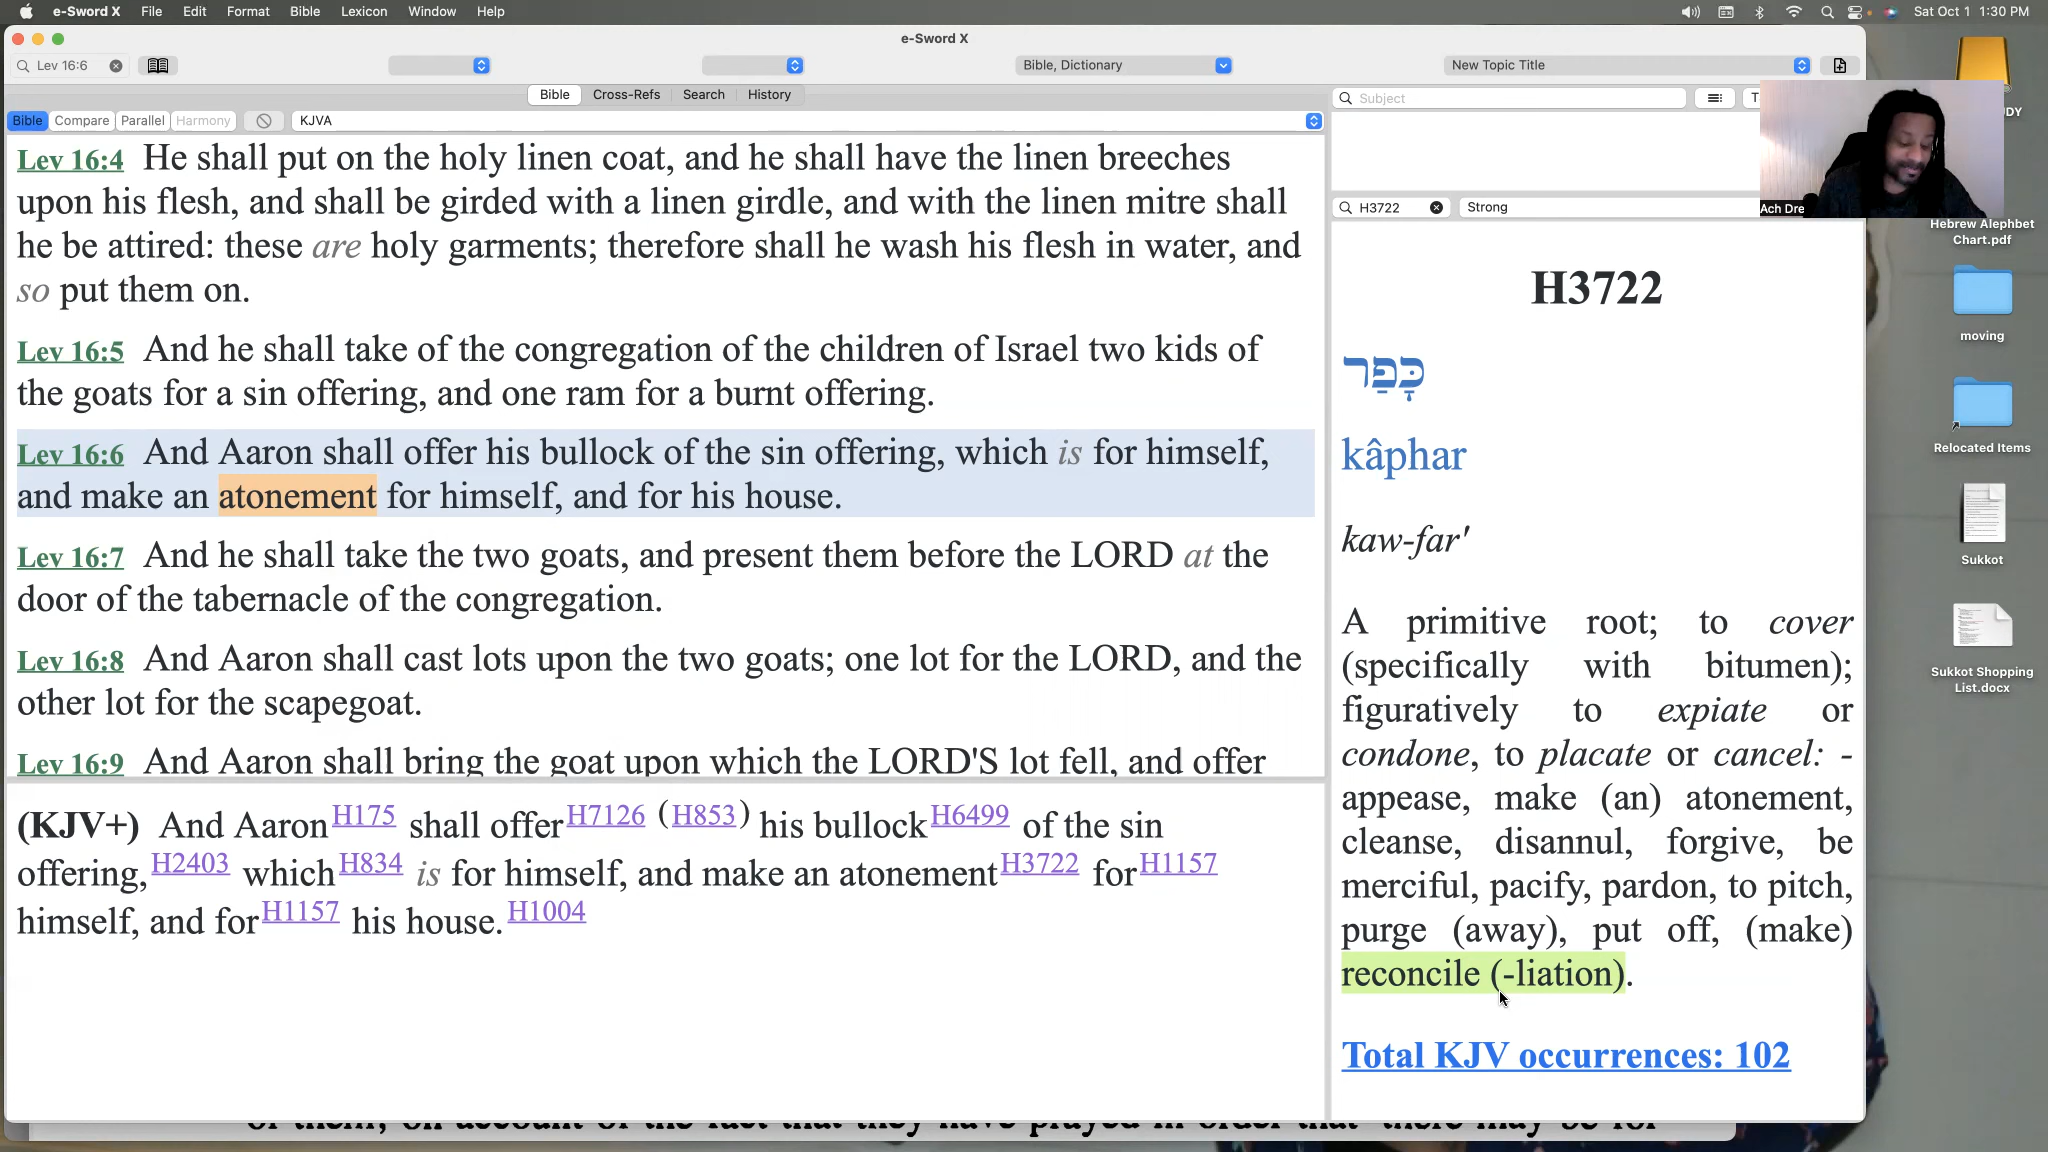 e-Sword X File Edit Format Bible Lexicon Window Help Sat Oct 1 1:30 PM
e-Sword X
Lev 16:6 Bible, Dictionary New Topic Title
Bible Cross-Refs Search History
Subject
Bible Compare Parallel Harmony KJVA
Lev 16:4 He shall put on the holy linen coat, and he shall have the linen breeches
upon his flesh, and shall be girded with a linen girdle, and with the linen mitre shall
he be attired: these are holy garments; therefore shall he wash his flesh in water, and
so put them on.
Lev 16:5 And he shall take of the congregation of the children of Israel two kids of
the goats for a sin offering, and one ram for a burnt offering.
Lev 16:6 And Aaron shall offer his bullock of the sin offering, which is for himself,
and make an atonement for himself, and for his house.
Lev 16:7 And he shall take the two goats, and present them before the LORD at the
door of the tabernacle of the congregation.
Lev 16:8 And Aaron shall cast lots upon the two goats; one lot for the LORD, and the
other lot for the scapegoat.
Lev 16:9 And Aaron shall bring the goat upon which the LORD'S lot fell, and offer
(KJV+) And Aaron H175 shall offer H7126 (H853) his bullock H6499 of the sin
offering, H2403 which H834 is for himself, and make an atonement H3722 for H1157
himself, and for H1157 his house. H1004
H3722 Strong
H3722
כָּפַר
kâphar
kaw-far'
A primitive root; to cover
(specifically with bitumen);
figuratively to expiate or
condone, to placate or cancel: -
appease, make (an) atonement,
cleanse, disannul, forgive, be
merciful, pacify, pardon, to pitch,
purge (away), put off, (make)
reconcile (-liation).
Total KJV occurrences: 102
Ach Dre
Hebrew Alephbet
Chart.pdf
moving
Relocated Items
Sukkot
Sukkot Shopping
List.docx